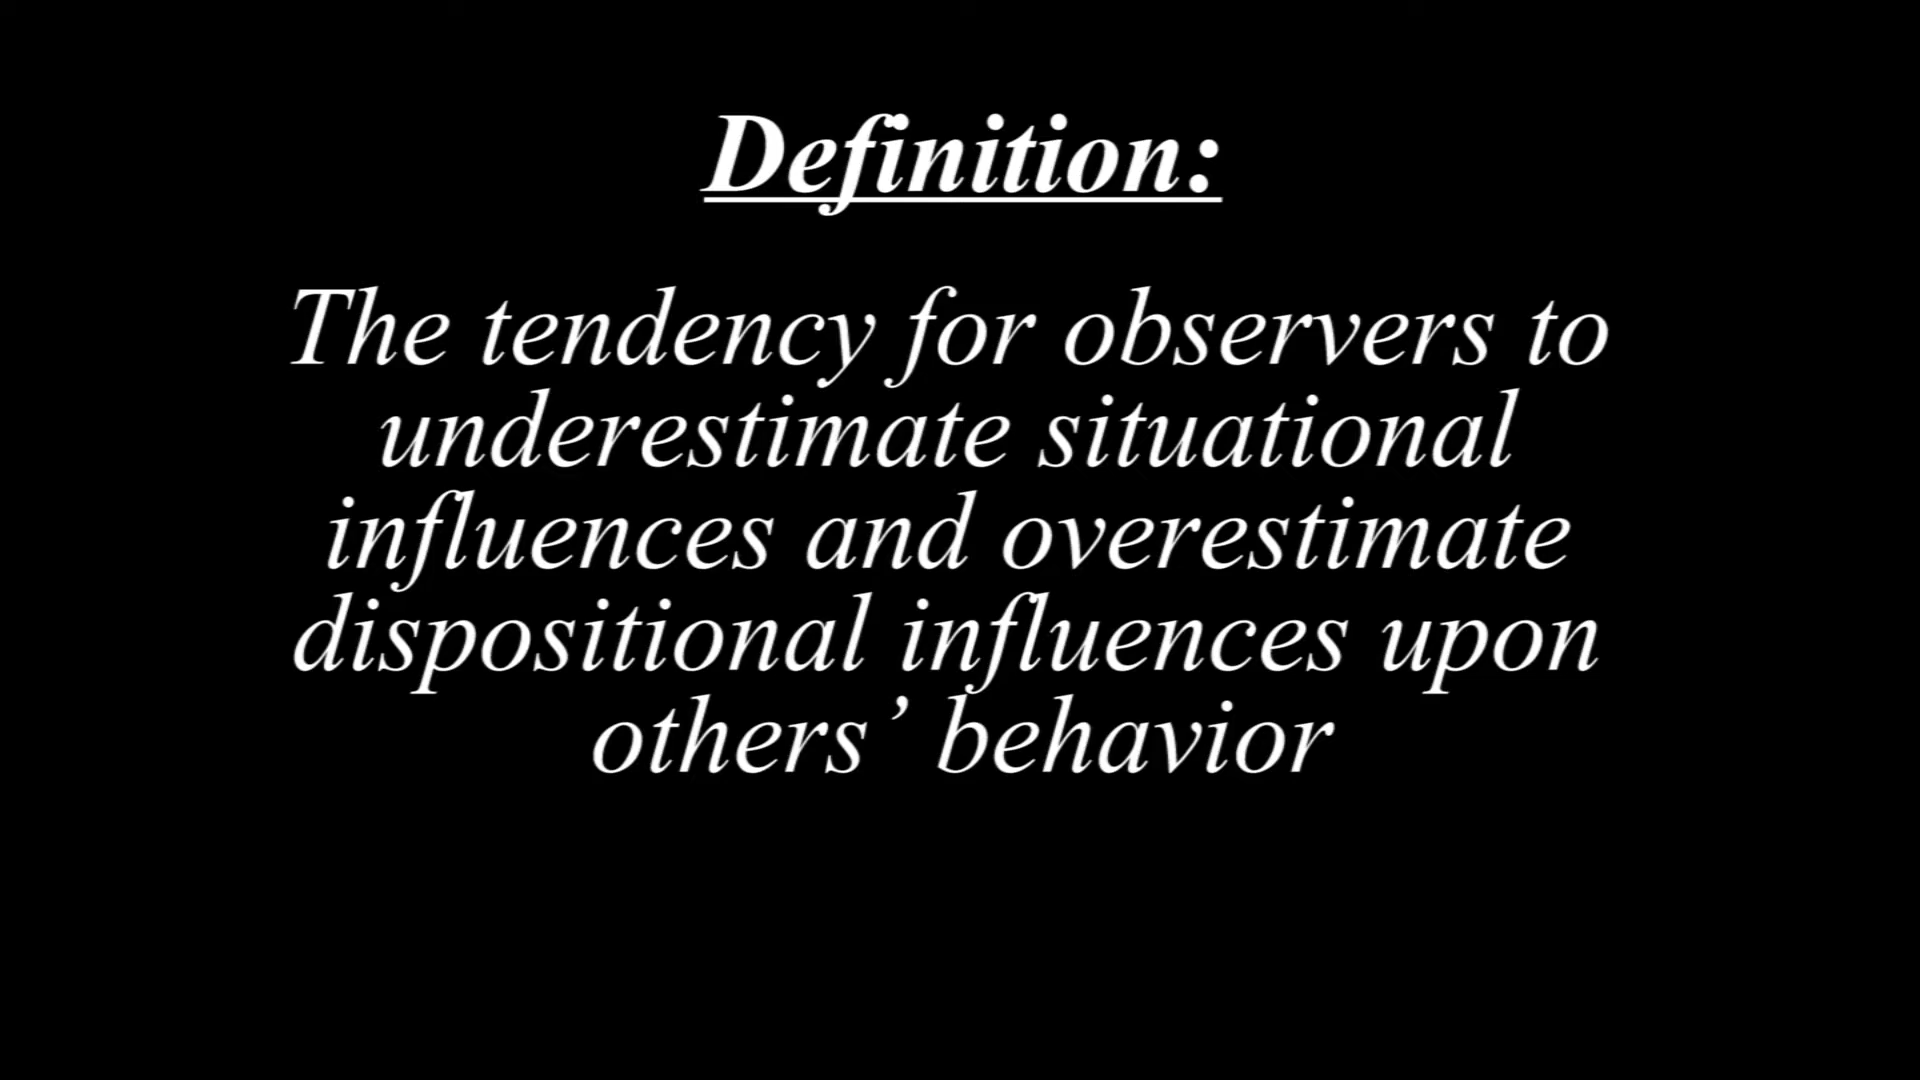 Definition:
The tendency for observers to
underestimate situational
influences and overestimate
dispositional influences upon
others’ behavior